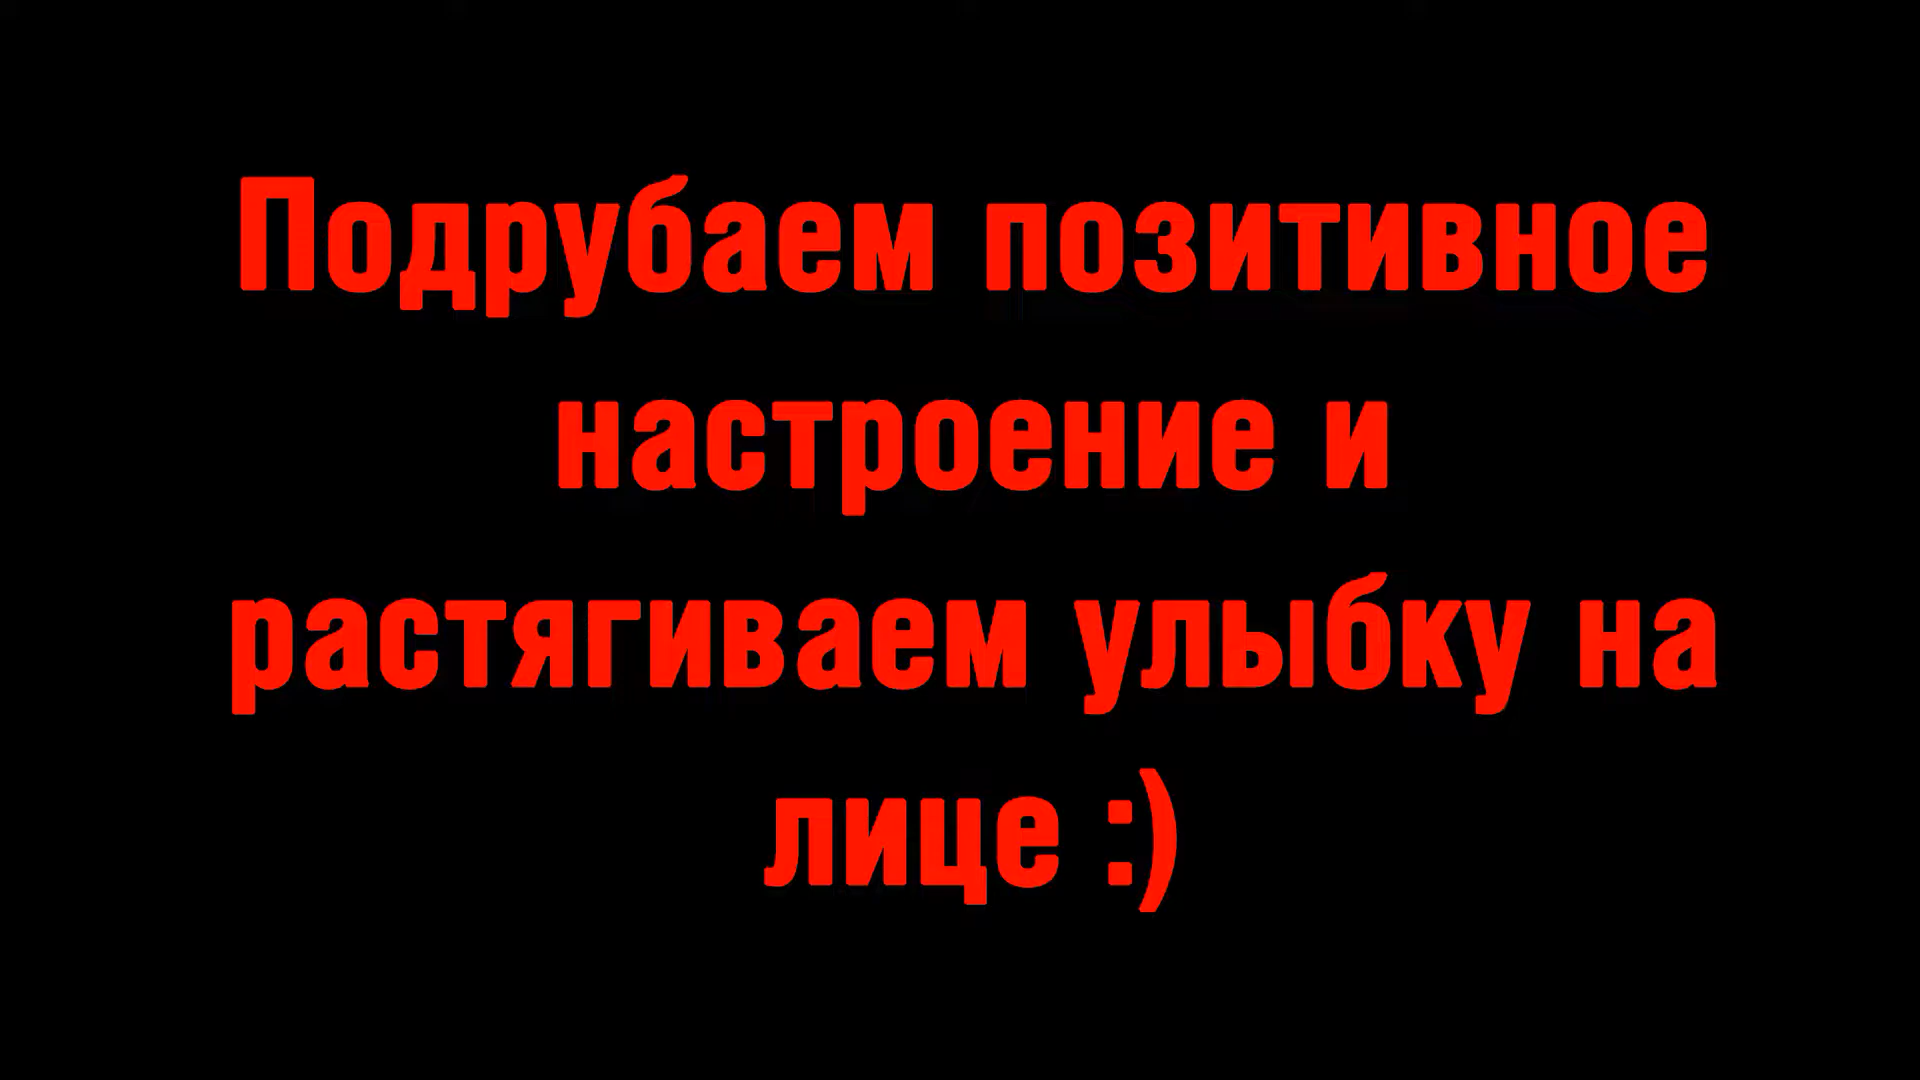 Подрубаем позитивное
настроение и
растягиваем улыбку на
лице :)